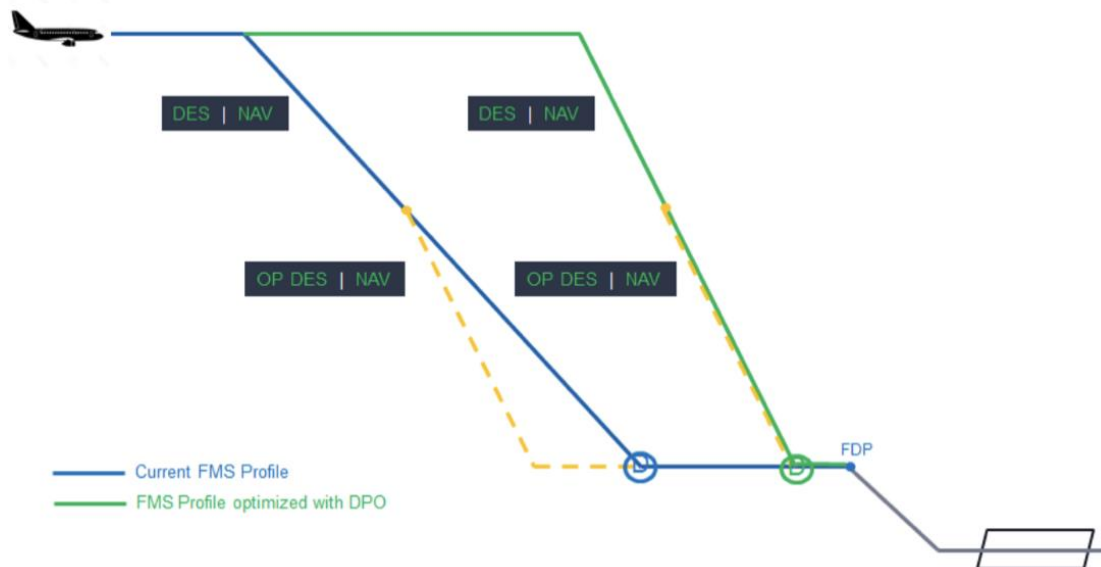 DES | NAV
DES | NAV
OP DES | NAV
OP DES | NAV
FDP
D
D
Current FMS Profile
FMS Profile optimized with DPO